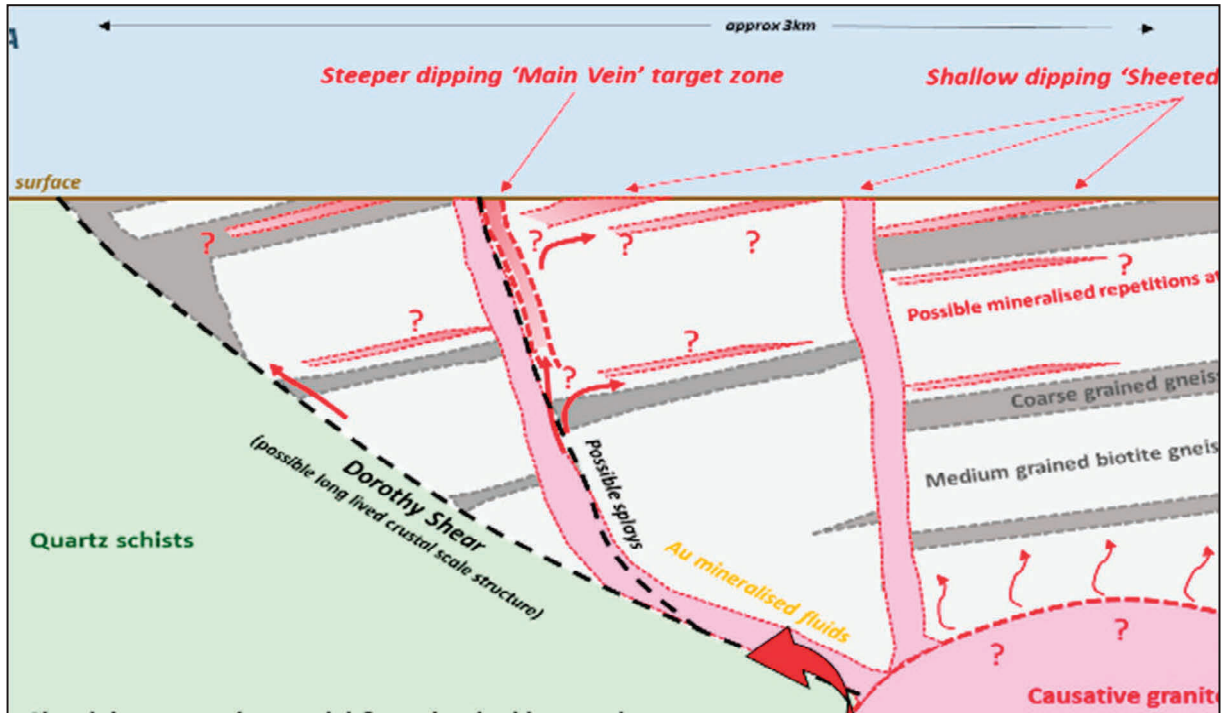 A
approx 3km
Steeper dipping 'Main Vein' target zone
Shallow dipping 'Sheeted
surface
?
?
?
?
?
Possible mineralised repetitions at
?
?
?
Coarse grained gneiss
Medium grained biotite gneiss
Dorothy Shear
(possible long lived crustal scale structure)
Possible splays
Quartz schists
Au mineralised fluids
?
?
Causative granite